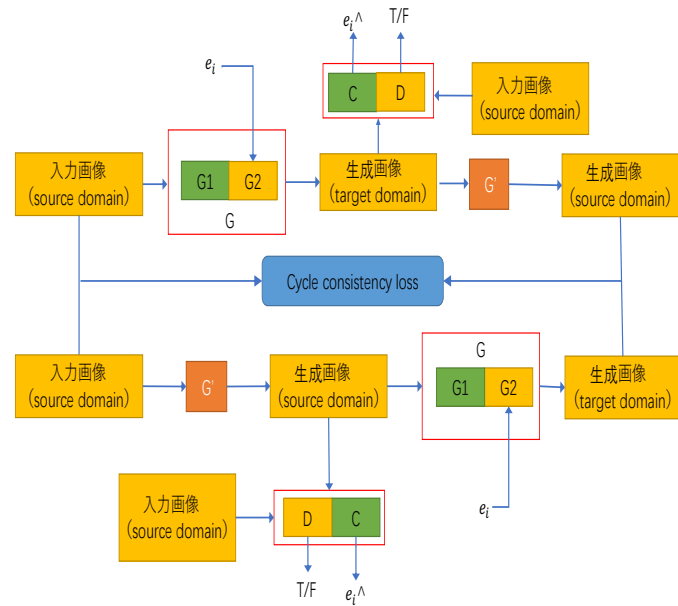 e_i^
T/F
e_i
C
D
入力画像
(source domain)
入力画像
(source domain)
G1
G2
G
生成画像
(target domain)
G'
生成画像
(source domain)
Cycle consistency loss
入力画像
(source domain)
G'
生成画像
(source domain)
G
G1
G2
生成画像
(target domain)
入力画像
(source domain)
D
C
e_i
T/F
e_i^